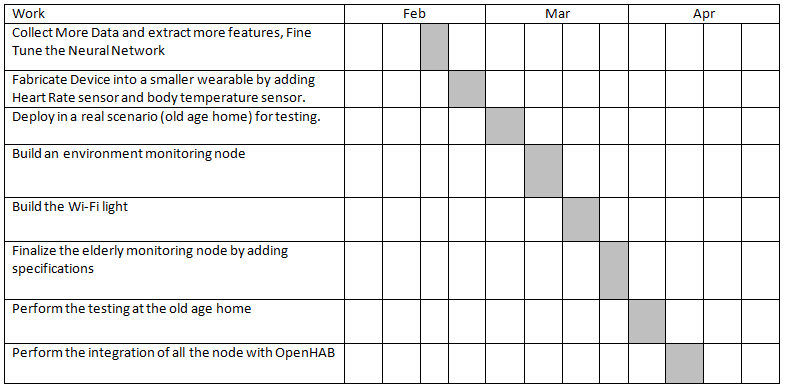 Work Feb Mar Apr
Collect More Data and extract more features, Fine
Tune the Neural Network
Fabricate Device into a smaller wearable by adding
Heart Rate sensor and body temperature sensor.
Deploy in a real scenario (old age home) for testing.
Build an environment monitoring node
Build the Wi-Fi light
Finalize the elderly monitoring node by adding
specifications
Perform the testing at the old age home
Perform the integration of all the node with OpenHAB